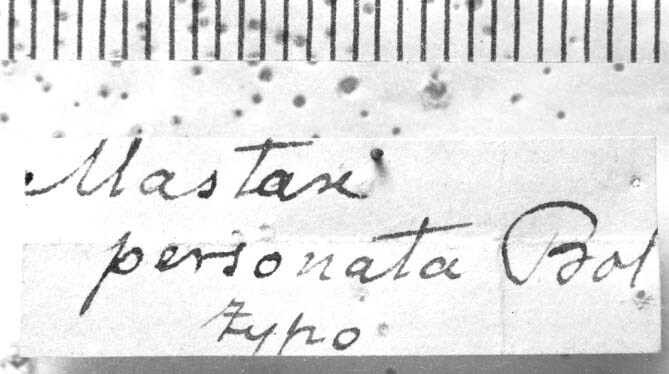 Mastax
personata Bol
Typo